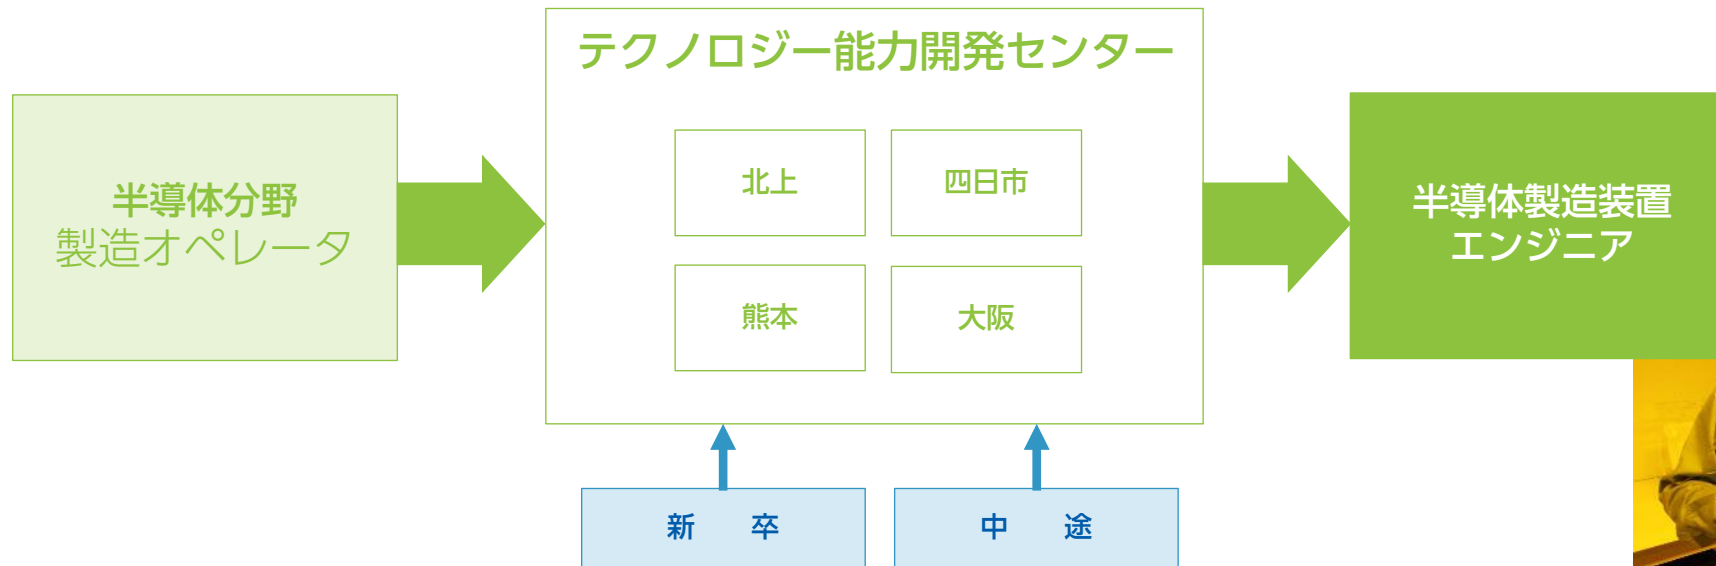 テクノロジー能力開発センター
半導体分野
製造オペレータ
北上
四日市
熊本
大阪
半導体製造装置
エンジニア
新　卒
中　途